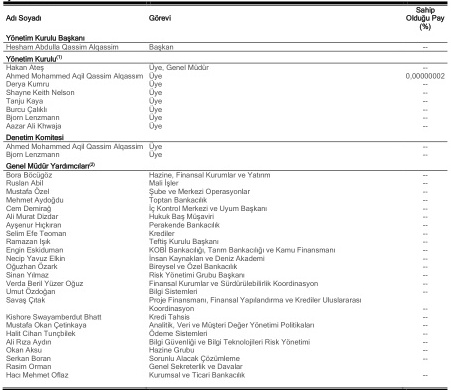 Adı Soyadı Görevi Sahip Olduğu Pay (%)
Yönetim Kurulu Başkanı
Hesham Abdulla Qassim Alqassim Başkan --
Yönetim Kurulu(1)
Hakan Ateş Üye, Genel Müdür --
Ahmed Mohammed Aqil Qassim Alqassim Üye 0,00000002
Derya Kumru Üye --
Shayne Keith Nelson Üye --
Tanju Kaya Üye --
Burcu Çalıklı Üye --
Bjorn Lenzmann Üye --
Aazar Ali Khwaja Üye --
Denetim Komitesi
Ahmed Mohammed Aqil Qassim Alqassim Üye --
Bjorn Lenzmann Üye --
Genel Müdür Yardımcıları(2)
Bora Böcügöz Hazine, Finansal Kurumlar ve Yatırım --
Ruslan Abil Mali İşler --
Mustafa Özel Şube ve Merkezi Operasyonlar --
Mehmet Aydoğdu Toptan Bankacılık --
Cem Demirağ İç Kontrol Merkezi ve Uyum Başkanı --
Ali Murat Dizdar Hukuk Baş Müşaviri --
Ayşenur Hıçkıran Perakende Bankacılık --
Selim Efe Teoman Krediler --
Ramazan Işık Teftiş Kurulu Başkanı --
Engin Eskiduman KOBİ Bankacılığı, Tarım Bankacılığı ve Kamu Finansmanı --
Necip Yavuz Elkin İnsan Kaynakları ve Deniz Akademi --
Oğuzhan Özark Bireysel ve Özel Bankacılık --
Sinan Yılmaz Risk Yönetimi Grubu Başkanı --
Verda Beril Yüzer Oğuz Finansal Kurumlar ve Sürdürülebilirlik Koordinasyon --
Umut Özdoğan Bilgi Sistemleri --
Savaş Çıtak Proje Finansmanı, Finansal Yapılandırma ve Krediler Uluslararası
Koordinasyon --
Kishore Swayamberdut Bhatt Kredi Tahsis --
Mustafa Okan Çetinkaya Analitik, Veri ve Müşteri Değer Yönetimi Politikaları --
Halit Cihan Tunçbilek Ödeme Sistemleri --
Ali Rıza Aydın Bilgi Güvenliği ve Bilgi Teknolojileri Risk Yönetimi --
Okan Aksu Hazine Grubu --
Serkan Boran Sorunlu Alacak Çözümleme --
Rasim Orman Genel Sekreterlik ve Davalar
Hacı Mehmet Oflaz Kurumsal ve Ticari Bankacılık --